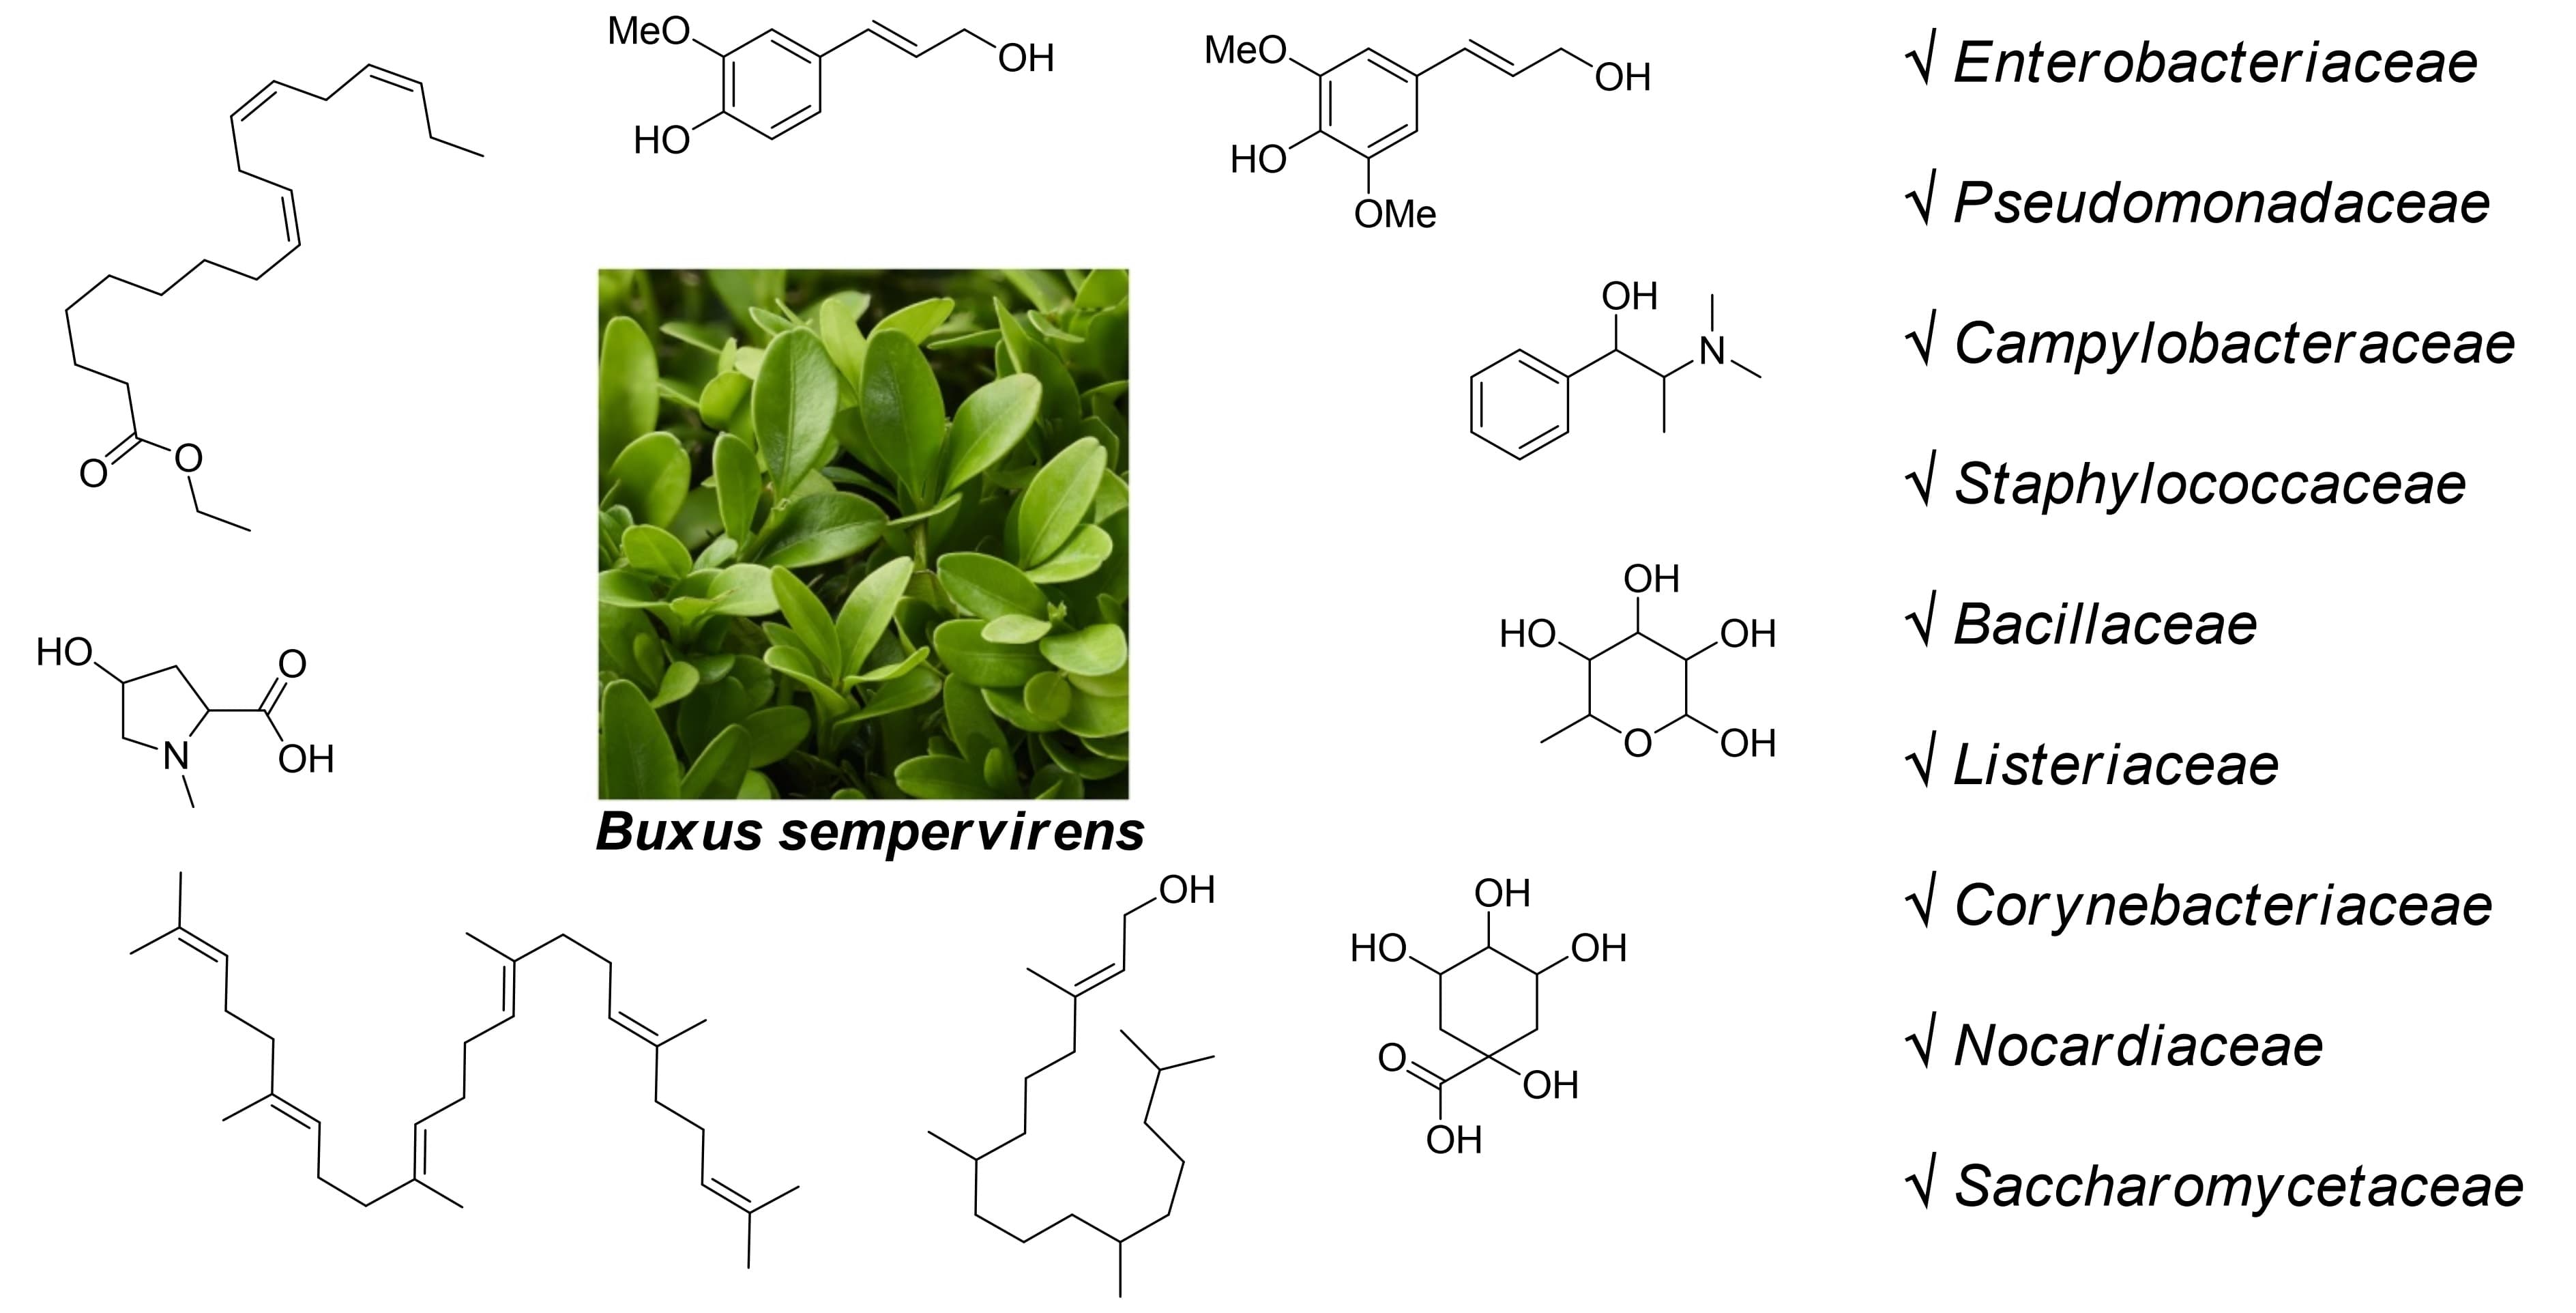 MeO
OH
HO
MeO
OH
HO
OMe
OH
N
O
O
OH
HO
OH
O
OH
HO
O
N
OH
Buxus sempervirens
OH
OH
HO
OH
O
OH
OH
√ Enterobacteriaceae
√ Pseudomonadaceae
√ Campylobacteraceae
√ Staphylococcaceae
√ Bacillaceae
√ Listeriaceae
√ Corynebacteriaceae
√ Nocardiaceae
√ Saccharomycetaceae